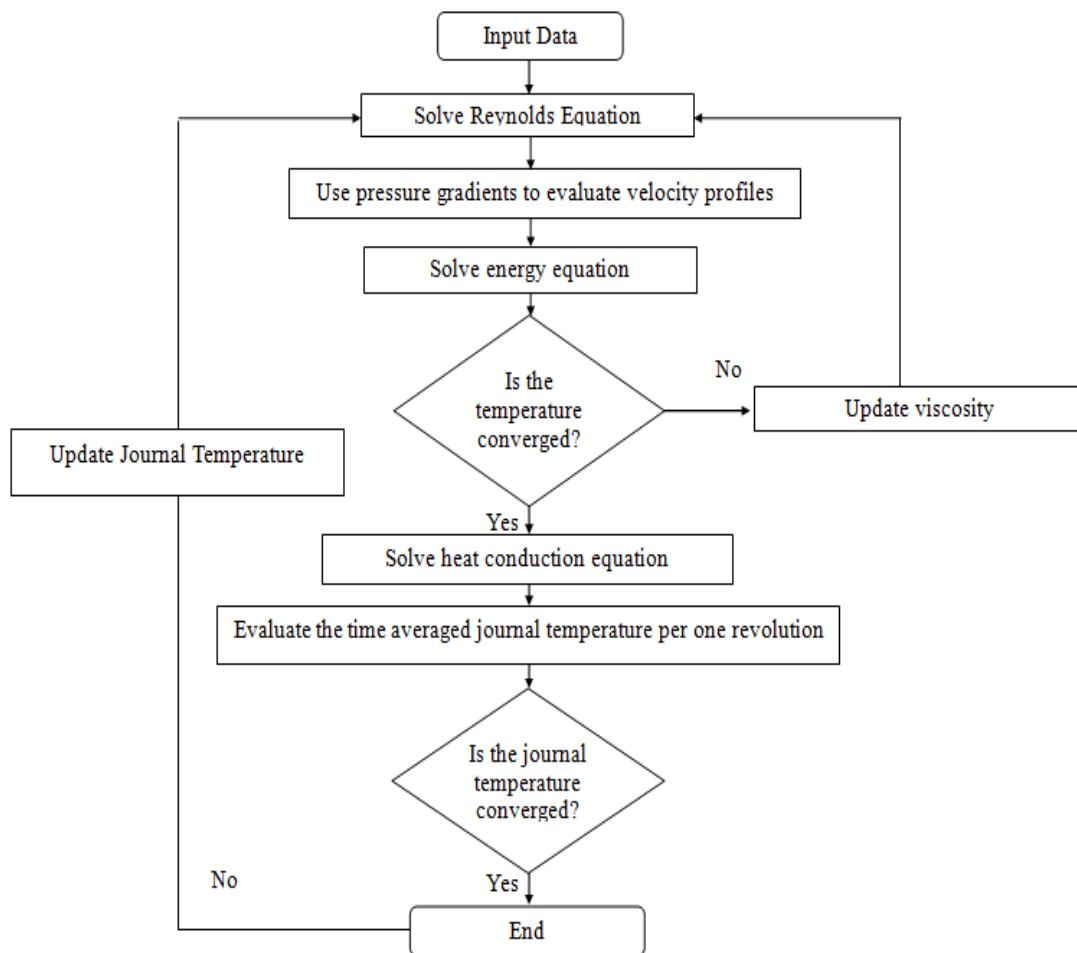 Input Data
Solve Reynolds Equation
Use pressure gradients to evaluate velocity profiles
Solve energy equation
Is the
temperature
converged?
No
Update viscosity
Update Journal Temperature
Yes
Solve heat conduction equation
Evaluate the time averaged journal temperature per one revolution
Is the journal
temperature
converged?
No
Yes
End